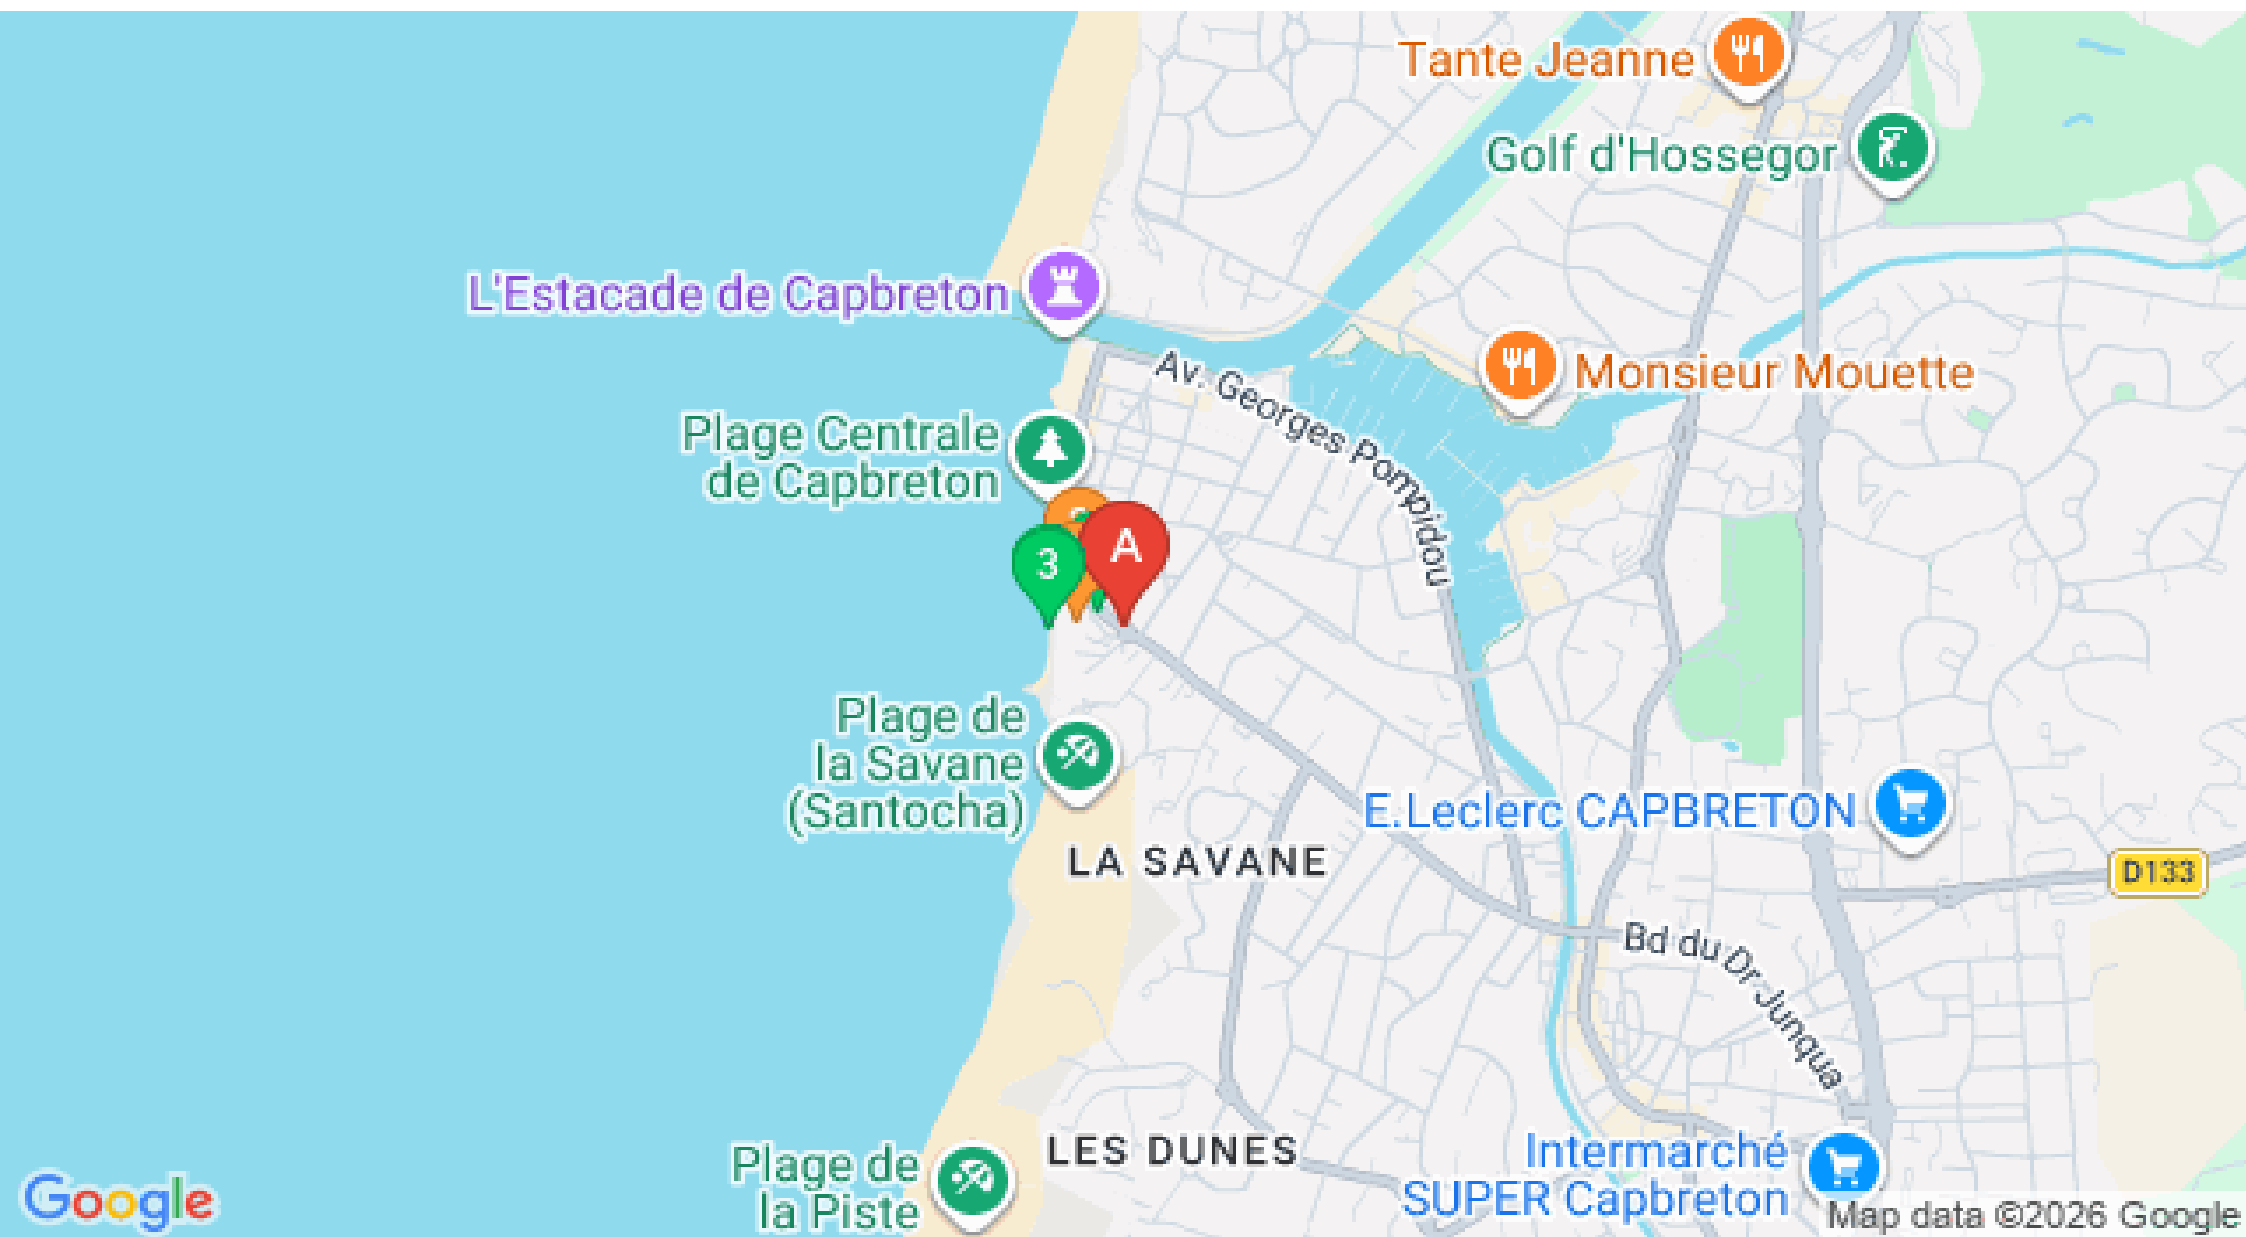 Tante Jeanne
Golf d'Hossegor
L'Estacade de Capbreton
Av. Georges Pompidou
Monsieur Mouette
Plage Centrale
de Capbreton
A
3
Plage de
la Savane
(Santocha)
E.Leclerc CAPBRETON
LA SAVANE
D133
Bd du Dr Junqua
LES DUNES
Plage de
la Piste
Intermarché
SUPER Capbreton
Google
Map data ©2026 Google